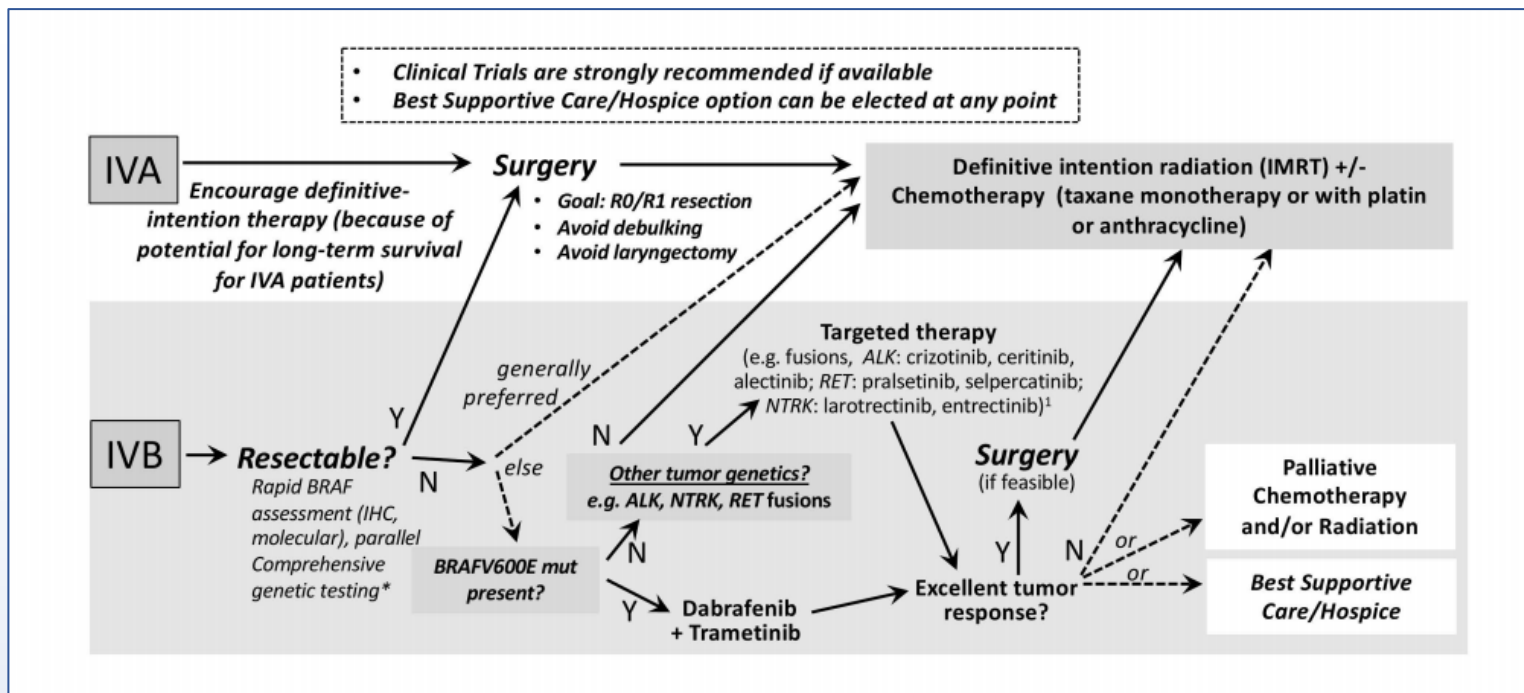 • Clinical Trials are strongly recommended if available
• Best Supportive Care/Hospice option can be elected at any point
IVA
Encourage definitive-
intention therapy (because of
potential for long-term survival
for IVA patients)
Surgery
• Goal: R0/R1 resection
• Avoid debulking
• Avoid laryngectomy
Definitive intention radiation (IMRT) +/-
Chemotherapy (taxane monotherapy or with platin
or anthracycline)
IVB
Resectable?
Rapid BRAF
assessment (IHC,
molecular), parallel
Comprehensive
genetic testing*
Y
N
generally
preferred
else
BRAFV600E mut
present?
N
Y
Other tumor genetics?
e.g. ALK, NTRK, RET fusions
N
Y
Targeted therapy
(e.g. fusions, ALK: crizotinib, ceritinib,
alectinib; RET: pralsetinib, selpercatinib;
NTRK: larotrectinib, entrectinib)¹
Dabrafenib
+ Trametinib
Excellent tumor
response?
Y
N
Surgery
(if feasible)
or
or
Palliative
Chemotherapy
and/or Radiation
Best Supportive
Care/Hospice